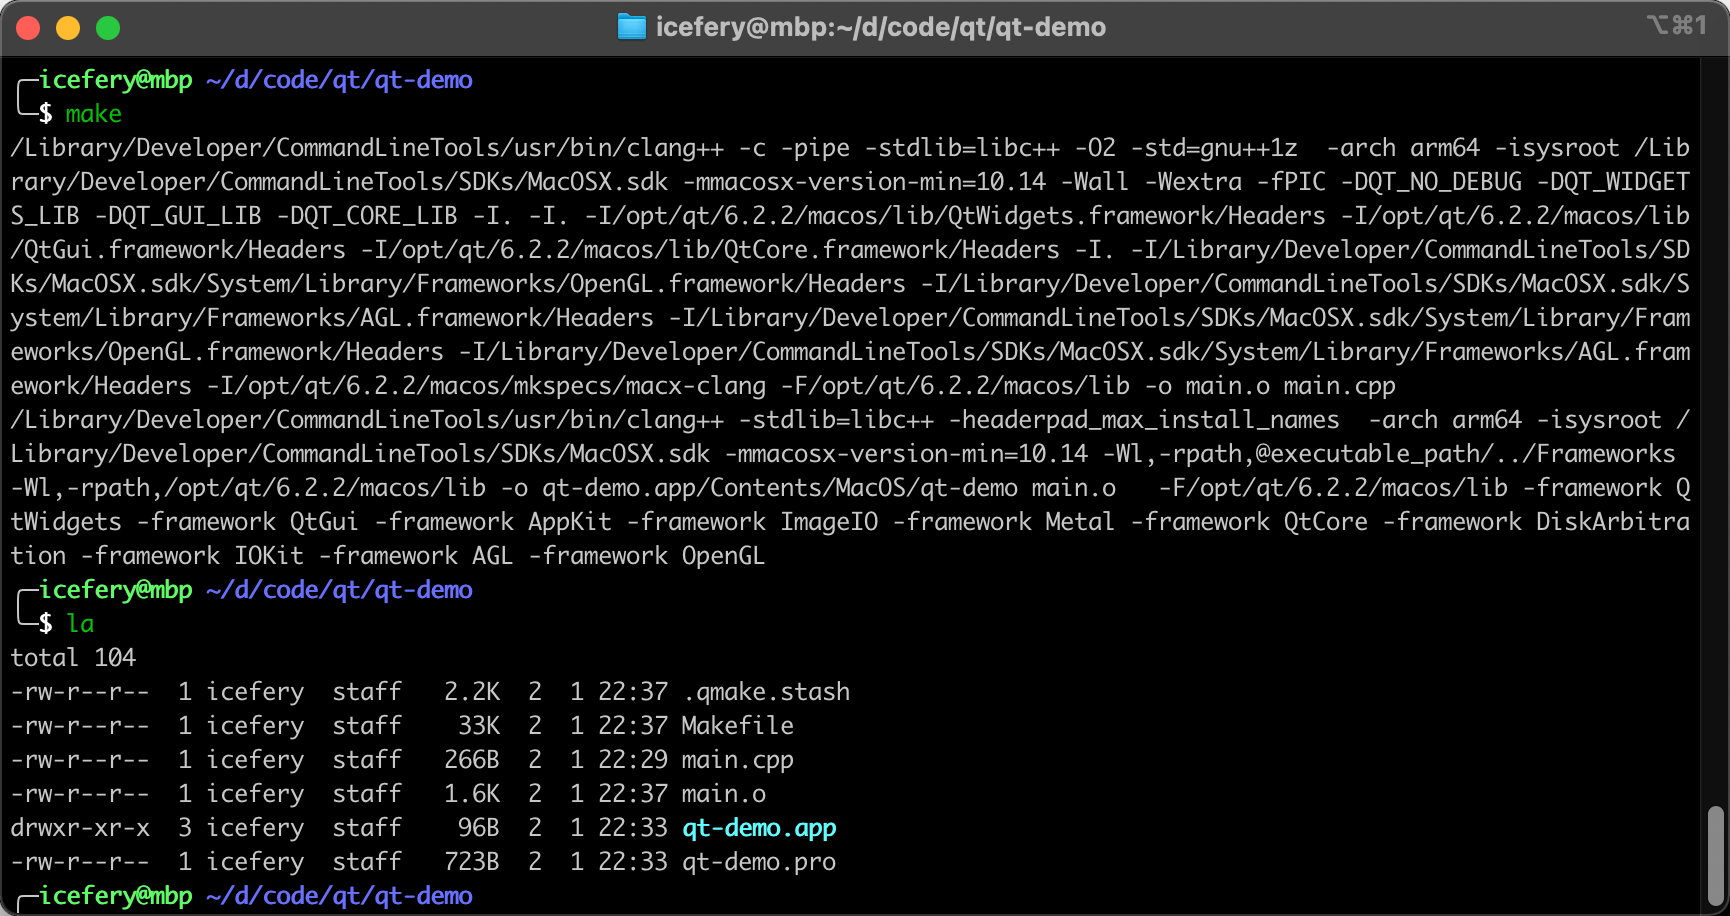 icefery@mbp:~/d/code/qt/qt-demo
⌥⌘1
icefery@mbp ~/d/code/qt/qt-demo
$ make
/Library/Developer/CommandLineTools/usr/bin/clang++ -c -pipe -stdlib=libc++ -O2 -std=gnu++1z  -arch arm64 -isysroot /Lib
rary/Developer/CommandLineTools/SDKs/MacOSX.sdk -mmacosx-version-min=10.14 -Wall -Wextra -fPIC -DQT_NO_DEBUG -DQT_WIDGET
S_LIB -DQT_GUI_LIB -DQT_CORE_LIB -I. -I. -I/opt/qt/6.2.2/macos/lib/QtWidgets.framework/Headers -I/opt/qt/6.2.2/macos/lib
/QtGui.framework/Headers -I/opt/qt/6.2.2/macos/lib/QtCore.framework/Headers -I. -I/Library/Developer/CommandLineTools/SD
Ks/MacOSX.sdk/System/Library/Frameworks/OpenGL.framework/Headers -I/Library/Developer/CommandLineTools/SDKs/MacOSX.sdk/S
ystem/Library/Frameworks/AGL.framework/Headers -I/Library/Developer/CommandLineTools/SDKs/MacOSX.sdk/System/Library/Fram
eworks/OpenGL.framework/Headers -I/Library/Developer/CommandLineTools/SDKs/MacOSX.sdk/System/Library/Frameworks/AGL.fram
ework/Headers -I/opt/qt/6.2.2/macos/mkspecs/macx-clang -F/opt/qt/6.2.2/macos/lib -o main.o main.cpp
/Library/Developer/CommandLineTools/usr/bin/clang++ -stdlib=libc++ -headerpad_max_install_names  -arch arm64 -isysroot /
Library/Developer/CommandLineTools/SDKs/MacOSX.sdk -mmacosx-version-min=10.14 -Wl,-rpath,@executable_path/../Frameworks
-Wl,-rpath,/opt/qt/6.2.2/macos/lib -o qt-demo.app/Contents/MacOS/qt-demo main.o   -F/opt/qt/6.2.2/macos/lib -framework Q
tWidgets -framework QtGui -framework AppKit -framework ImageIO -framework Metal -framework QtCore -framework DiskArbitra
tion -framework IOKit -framework AGL -framework OpenGL
icefery@mbp ~/d/code/qt/qt-demo
$ la
total 104
-rw-r--r--  1 icefery  staff   2.2K  2  1 22:37 .qmake.stash
-rw-r--r--  1 icefery  staff    33K  2  1 22:37 Makefile
-rw-r--r--  1 icefery  staff   266B  2  1 22:29 main.cpp
-rw-r--r--  1 icefery  staff   1.6K  2  1 22:37 main.o
drwxr-xr-x  3 icefery  staff    96B  2  1 22:33 qt-demo.app
-rw-r--r--  1 icefery  staff   723B  2  1 22:33 qt-demo.pro
icefery@mbp ~/d/code/qt/qt-demo